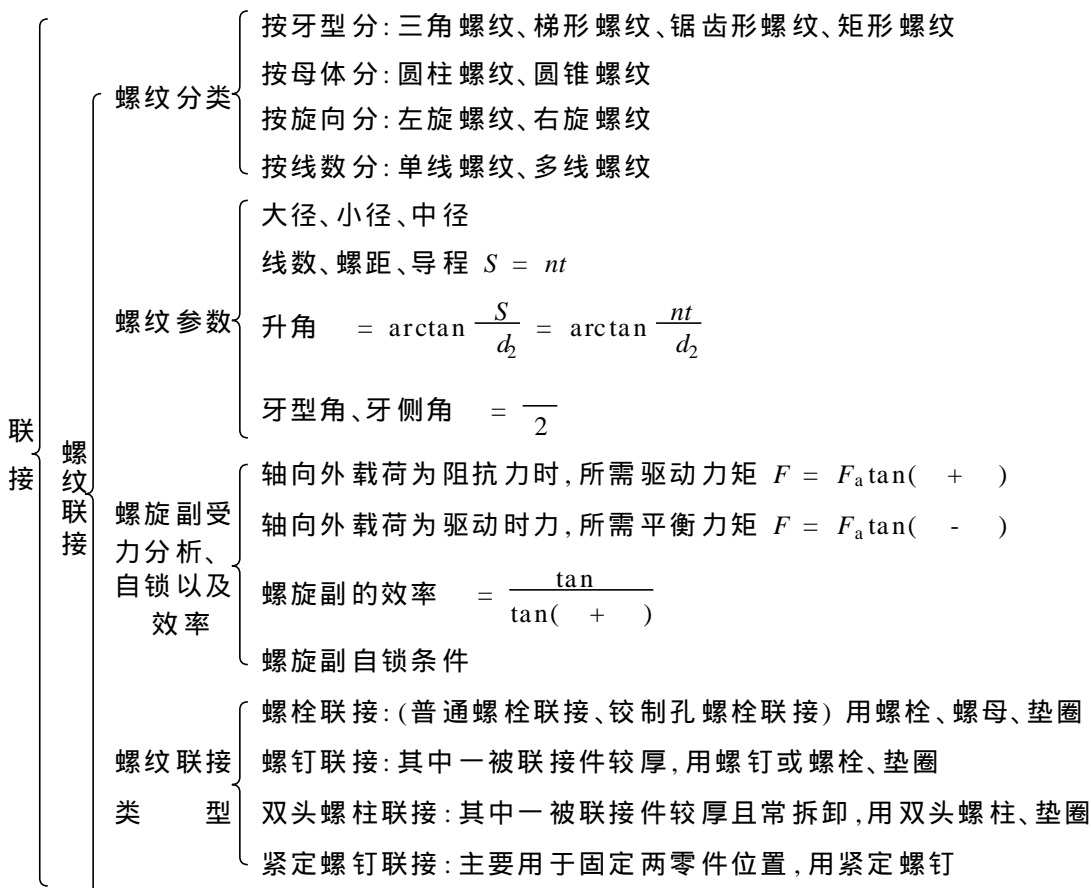 联接
螺纹联接
螺纹分类
按牙型分:三角螺纹、梯形螺纹、锯齿形螺纹、矩形螺纹
按母体分:圆柱螺纹、圆锥螺纹
按旋向分:左旋螺纹、右旋螺纹
按线数分:单线螺纹、多线螺纹
螺纹参数
大径、小径、中径
线数、螺距、导程 S = nt
升角 = arctan S/d₂ = arctan nt/d₂
牙型角、牙侧角 = /2
螺旋副受
力分析、
自锁以及
效率
轴向外载荷为阻抗力时,所需驱动力矩 F = Fₐtan( + )
轴向外载荷为驱动时力,所需平衡力矩 F = Fₐtan( - )
螺旋副的效率 = tan/tan( + )
螺旋副自锁条件
螺纹联接
类 型
螺栓联接:(普通螺栓联接、铰制孔螺栓联接) 用螺栓、螺母、垫圈
螺钉联接:其中一被联接件较厚,用螺钉或螺栓、垫圈
双头螺柱联接:其中一被联接件较厚且常拆卸,用双头螺柱、垫圈
紧定螺钉联接:主要用于固定两零件位置,用紧定螺钉